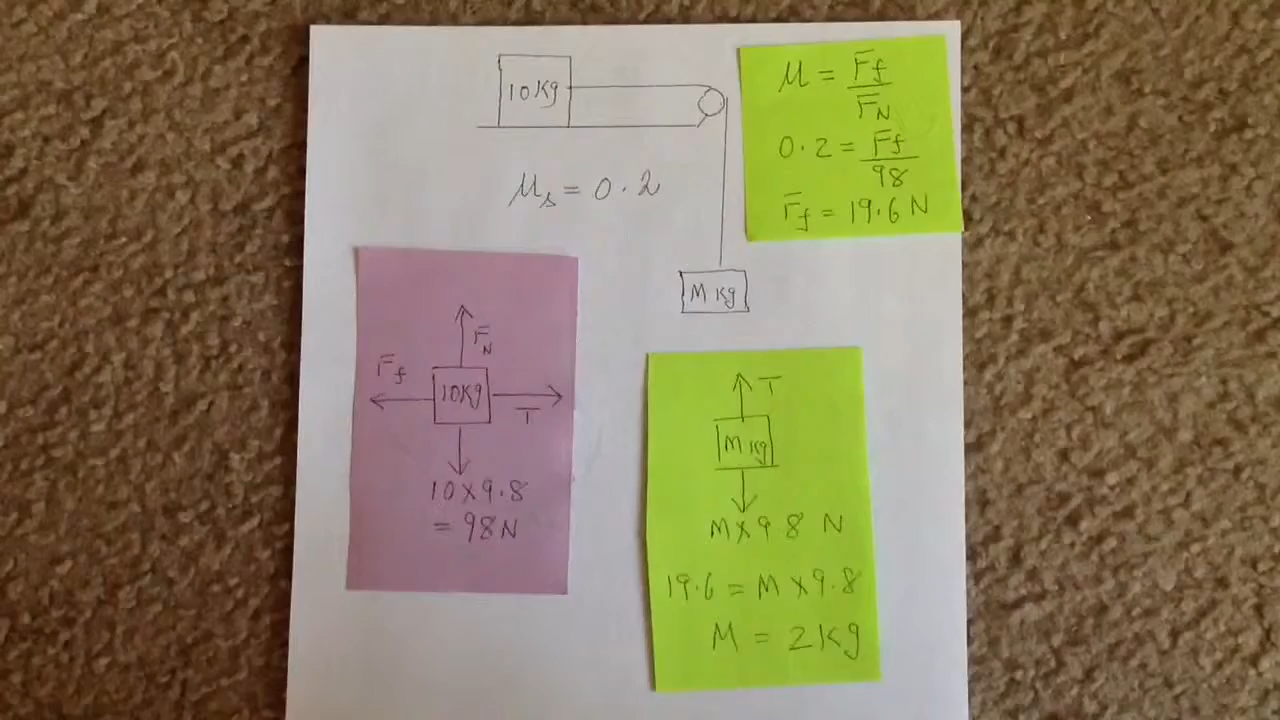 10Kg
μs = 0.2
M Kg
μ = Ff
FN
0.2 = Ff
98
Ff = 19.6 N
FN
Ff
10Kg
T
10 × 9.8
= 98 N
T
M Kg
M × 9.8 N
19.6 = M × 9.8
M = 2Kg